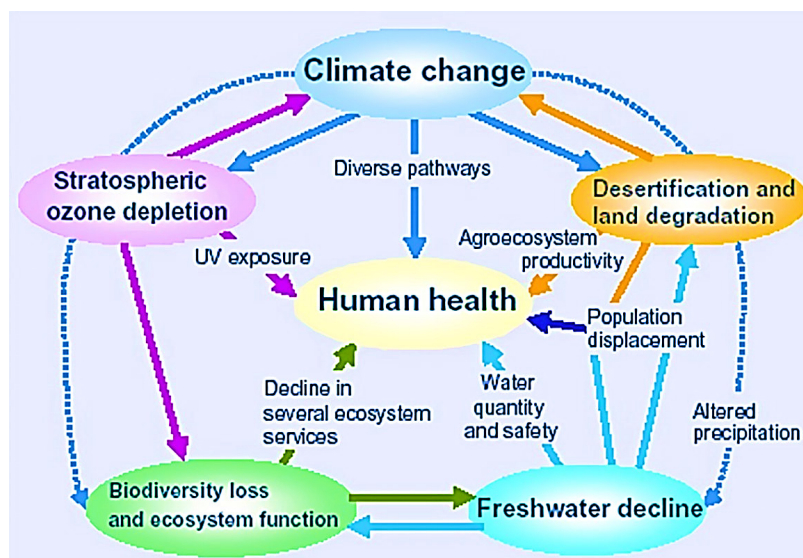 Climate change
Diverse pathways
Stratospheric
ozone depletion
Desertification and
land degradation
UV exposure
Agroecosystem
productivity
Human health
Population
displacement
Decline in
several ecosystem
services
Water
quantity
and safety
Altered
precipitation
Biodiversity loss
and ecosystem function
Freshwater decline